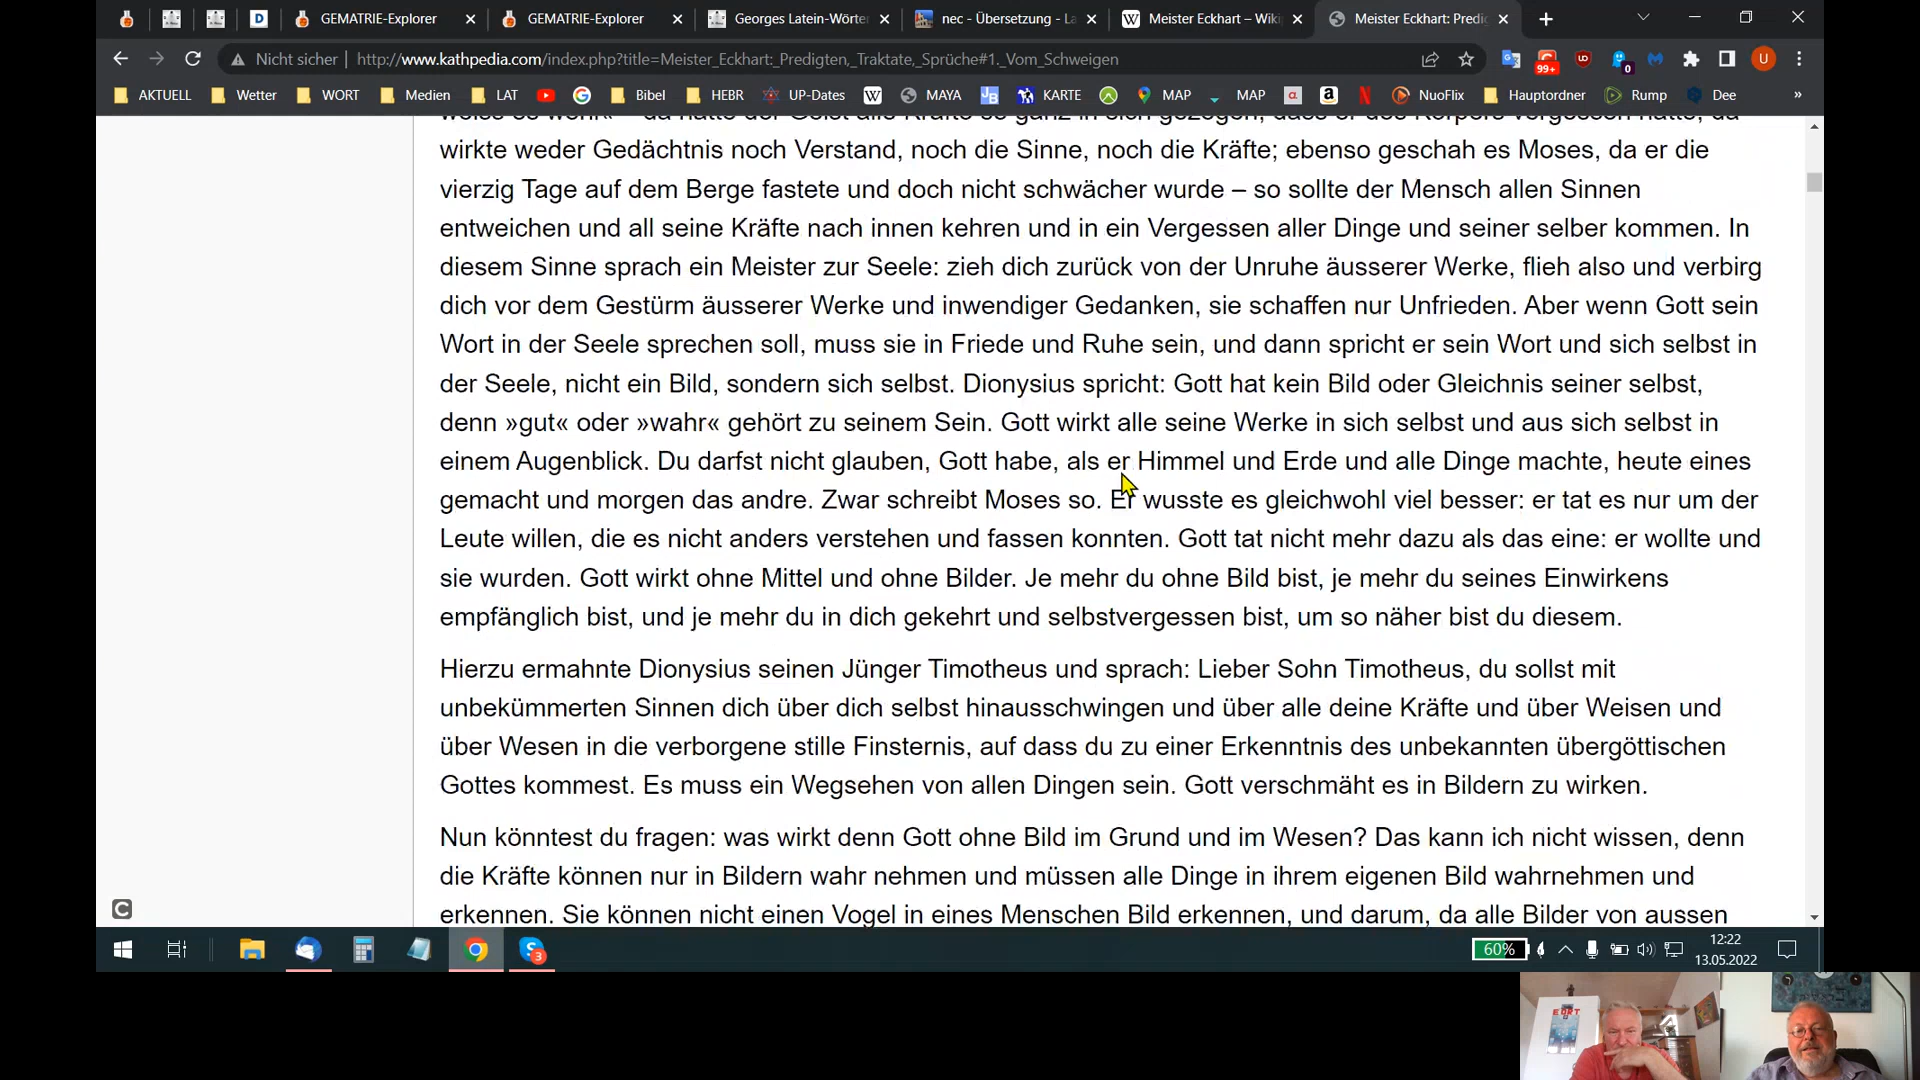 GEMATRIE-Explorer
GEMATRIE-Explorer
Georges Latein-Wörter
nec - Übersetzung - La
Meister Eckhart – Wiki
Meister Eckhart: Predig
Nicht sicher
http://www.kathpedia.com/index.php?title=Meister_Eckhart:_Predigten,_Traktate,_Sprüche#1._Vom_Schweigen
99+
0
U
AKTUELL
Wetter
WORT
Medien
LAT
Bibel
HEBR
UP-Dates
MAYA
KARTE
MAP
MAP
NuoFlix
Hauptordner
Rump
Dee
»
wirkte weder Gedächtnis noch Verstand, noch die Sinne, noch die Kräfte; ebenso geschah es Moses, da er die
vierzig Tage auf dem Berge fastete und doch nicht schwächer wurde – so sollte der Mensch allen Sinnen
entweichen und all seine Kräfte nach innen kehren und in ein Vergessen aller Dinge und seiner selber kommen. In
diesem Sinne sprach ein Meister zur Seele: zieh dich zurück von der Unruhe äusserer Werke, flieh also und verbirg
dich vor dem Gestürm äusserer Werke und inwendiger Gedanken, sie schaffen nur Unfrieden. Aber wenn Gott sein
Wort in der Seele sprechen soll, muss sie in Friede und Ruhe sein, und dann spricht er sein Wort und sich selbst in
der Seele, nicht ein Bild, sondern sich selbst. Dionysius spricht: Gott hat kein Bild oder Gleichnis seiner selbst,
denn »gut« oder »wahr« gehört zu seinem Sein. Gott wirkt alle seine Werke in sich selbst und aus sich selbst in
einem Augenblick. Du darfst nicht glauben, Gott habe, als er Himmel und Erde und alle Dinge machte, heute eines
gemacht und morgen das andre. Zwar schreibt Moses so. Er wusste es gleichwohl viel besser: er tat es nur um der
Leute willen, die es nicht anders verstehen und fassen konnten. Gott tat nicht mehr dazu als das eine: er wollte und
sie wurden. Gott wirkt ohne Mittel und ohne Bilder. Je mehr du ohne Bild bist, je mehr du seines Einwirkens
empfänglich bist, und je mehr du in dich gekehrt und selbstvergessen bist, um so näher bist du diesem.
Hierzu ermahnte Dionysius seinen Jünger Timotheus und sprach: Lieber Sohn Timotheus, du sollst mit
unbekümmerten Sinnen dich über dich selbst hinausschwingen und über alle deine Kräfte und über Weisen und
über Wesen in die verborgene stille Finsternis, auf dass du zu einer Erkenntnis des unbekannten übergöttischen
Gottes kommest. Es muss ein Wegsehen von allen Dingen sein. Gott verschmäht es in Bildern zu wirken.
Nun könntest du fragen: was wirkt denn Gott ohne Bild im Grund und im Wesen? Das kann ich nicht wissen, denn
die Kräfte können nur in Bildern wahr nehmen und müssen alle Dinge in ihrem eigenen Bild wahrnehmen und
erkennen. Sie können nicht einen Vogel in eines Menschen Bild erkennen, und darum, da alle Bilder von aussen
3
60%
12:22
13.05.2022